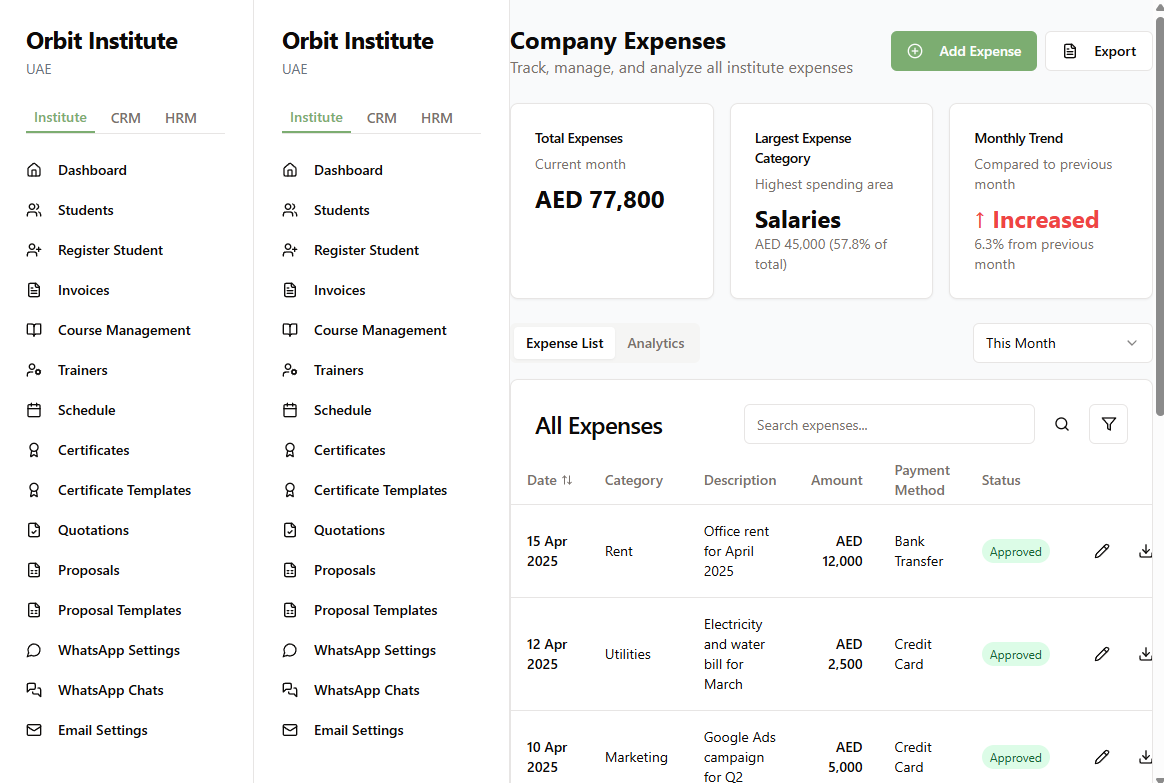 Orbit Institute
UAE
Institute CRM HRM
Dashboard
Students
Register Student
Invoices
Course Management
Trainers
Schedule
Certificates
Certificate Templates
Quotations
Proposals
Proposal Templates
WhatsApp Settings
WhatsApp Chats
Email Settings
Orbit Institute
UAE
Institute CRM HRM
Dashboard
Students
Register Student
Invoices
Course Management
Trainers
Schedule
Certificates
Certificate Templates
Quotations
Proposals
Proposal Templates
WhatsApp Settings
WhatsApp Chats
Email Settings
Company Expenses
Track, manage, and analyze all institute expenses
Add Expense
Export
Total Expenses
Current month
AED 77,800
Largest Expense
Category
Highest spending area
Salaries
AED 45,000 (57.8% of
total)
Monthly Trend
Compared to previous
month
↑ Increased
6.3% from previous
month
Expense List Analytics
This Month
All Expenses
Search expenses...
Date ↑↓ Category Description Amount Payment Method Status
15 Apr
2025
Rent
Office rent
for April
2025
AED
12,000
Bank
Transfer
Approved
12 Apr
2025
Utilities
Electricity
and water
bill for
March
AED
2,500
Credit
Card
Approved
10 Apr
2025
Marketing
Google Ads
campaign
for Q2
AED
5,000
Credit
Card
Approved